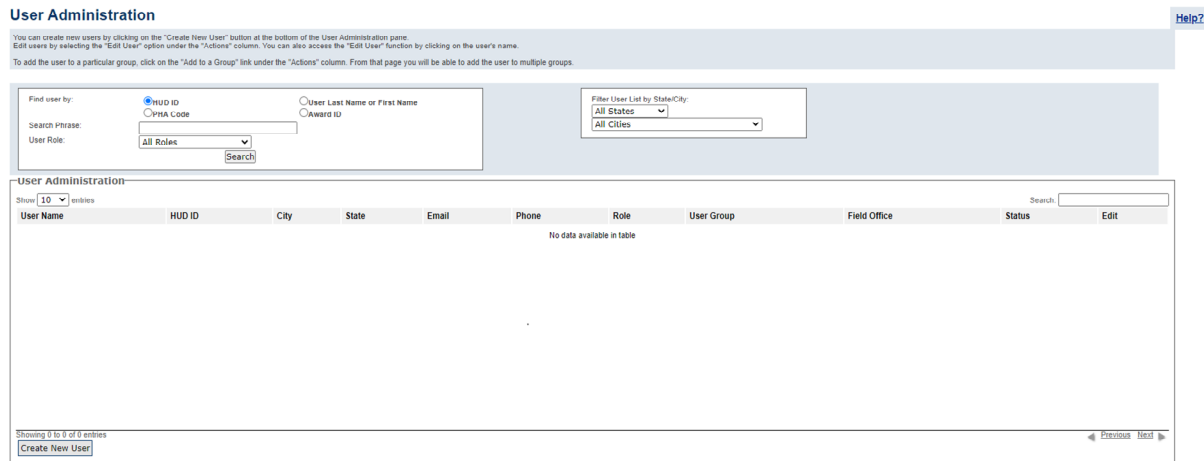 User Administration
Help?
You can create new users by clicking on the "Create New User" button at the bottom of the User Administration pane.
Edit users by selecting the "Edit User" option under the "Actions" column. You can also access the "Edit User" function by clicking on the user's name.
To add the user to a particular group, click on the "Add to a Group" link under the "Actions" column. From that page you will be able to add the user to multiple groups.
Find user by: HUD ID User Last Name or First Name
PHA Code Award ID
Search Phrase:
User Role: All Roles
Search
Filter User List by State/City:
All States
All Cities
User Administration
Show 10 entries Search:
User Name HUD ID City State Email Phone Role User Group Field Office Status Edit
No data available in table
Showing 0 to 0 of 0 entries Previous Next
Create New User